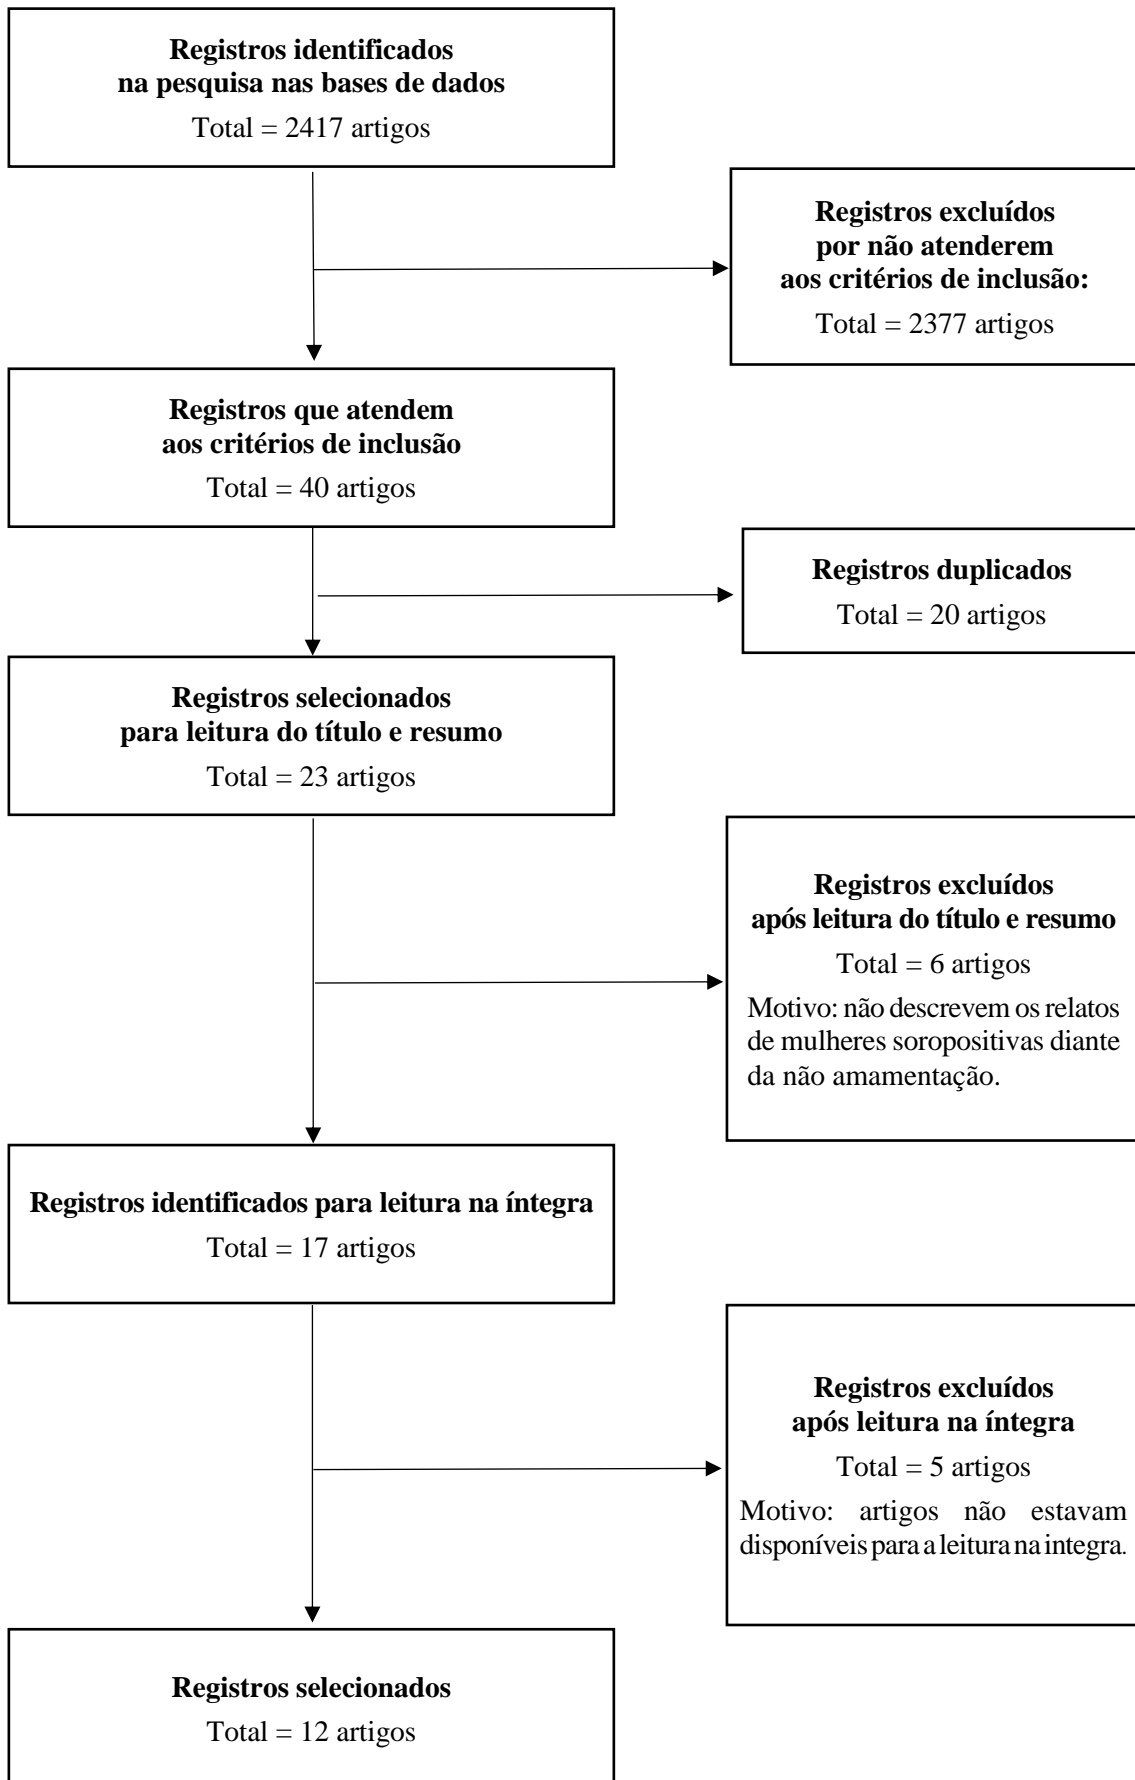 Registros identificados
na pesquisa nas bases de dados
Total = 2417 artigos
Registros excluídos
por não atenderem
aos critérios de inclusão:
Total = 2377 artigos
Registros que atendem
aos critérios de inclusão
Total = 40 artigos
Registros duplicados
Total = 20 artigos
Registros selecionados
para leitura do título e resumo
Total = 23 artigos
Registros excluídos
após leitura do título e resumo
Total = 6 artigos
Motivo: não descrevem os relatos
de mulheres soropositivas diante
da não amamentação.
Registros identificados para leitura na íntegra
Total = 17 artigos
Registros excluídos
após leitura na íntegra
Total = 5 artigos
Motivo: artigos não estavam
disponíveis para a leitura na integra.
Registros selecionados
Total = 12 artigos